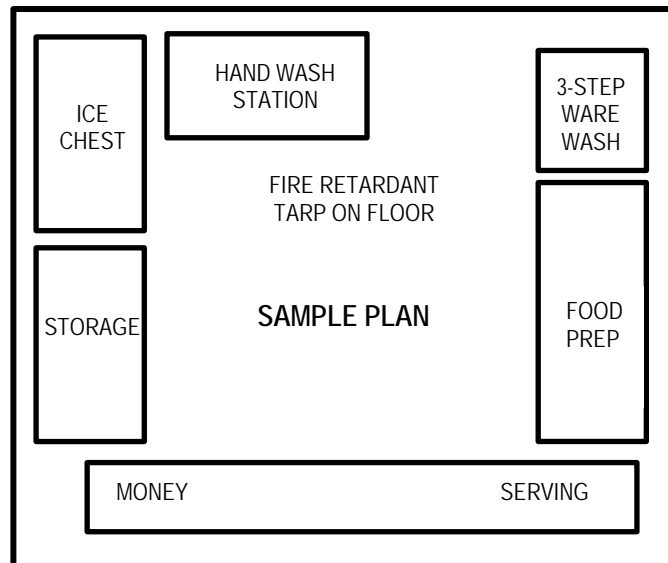 HAND WASH
STATION
3-STEP
WARE
WASH
ICE
CHEST
FIRE RETARDANT
TARP ON FLOOR
STORAGE
SAMPLE PLAN
FOOD
PREP
MONEY
SERVING